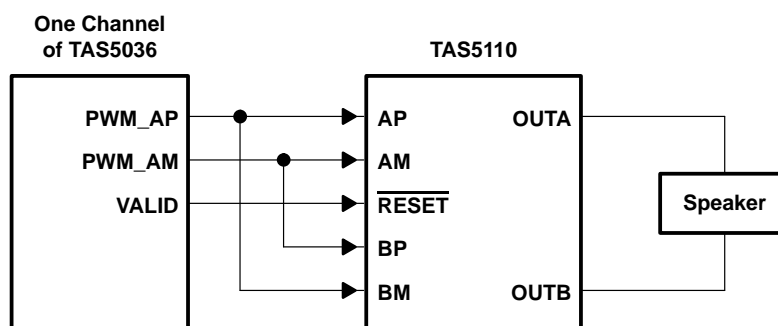 One Channel
of TAS5036
TAS5110
PWM_AP
AP
OUTA
PWM_AM
AM
VALID
RESET
Speaker
BP
BM
OUTB